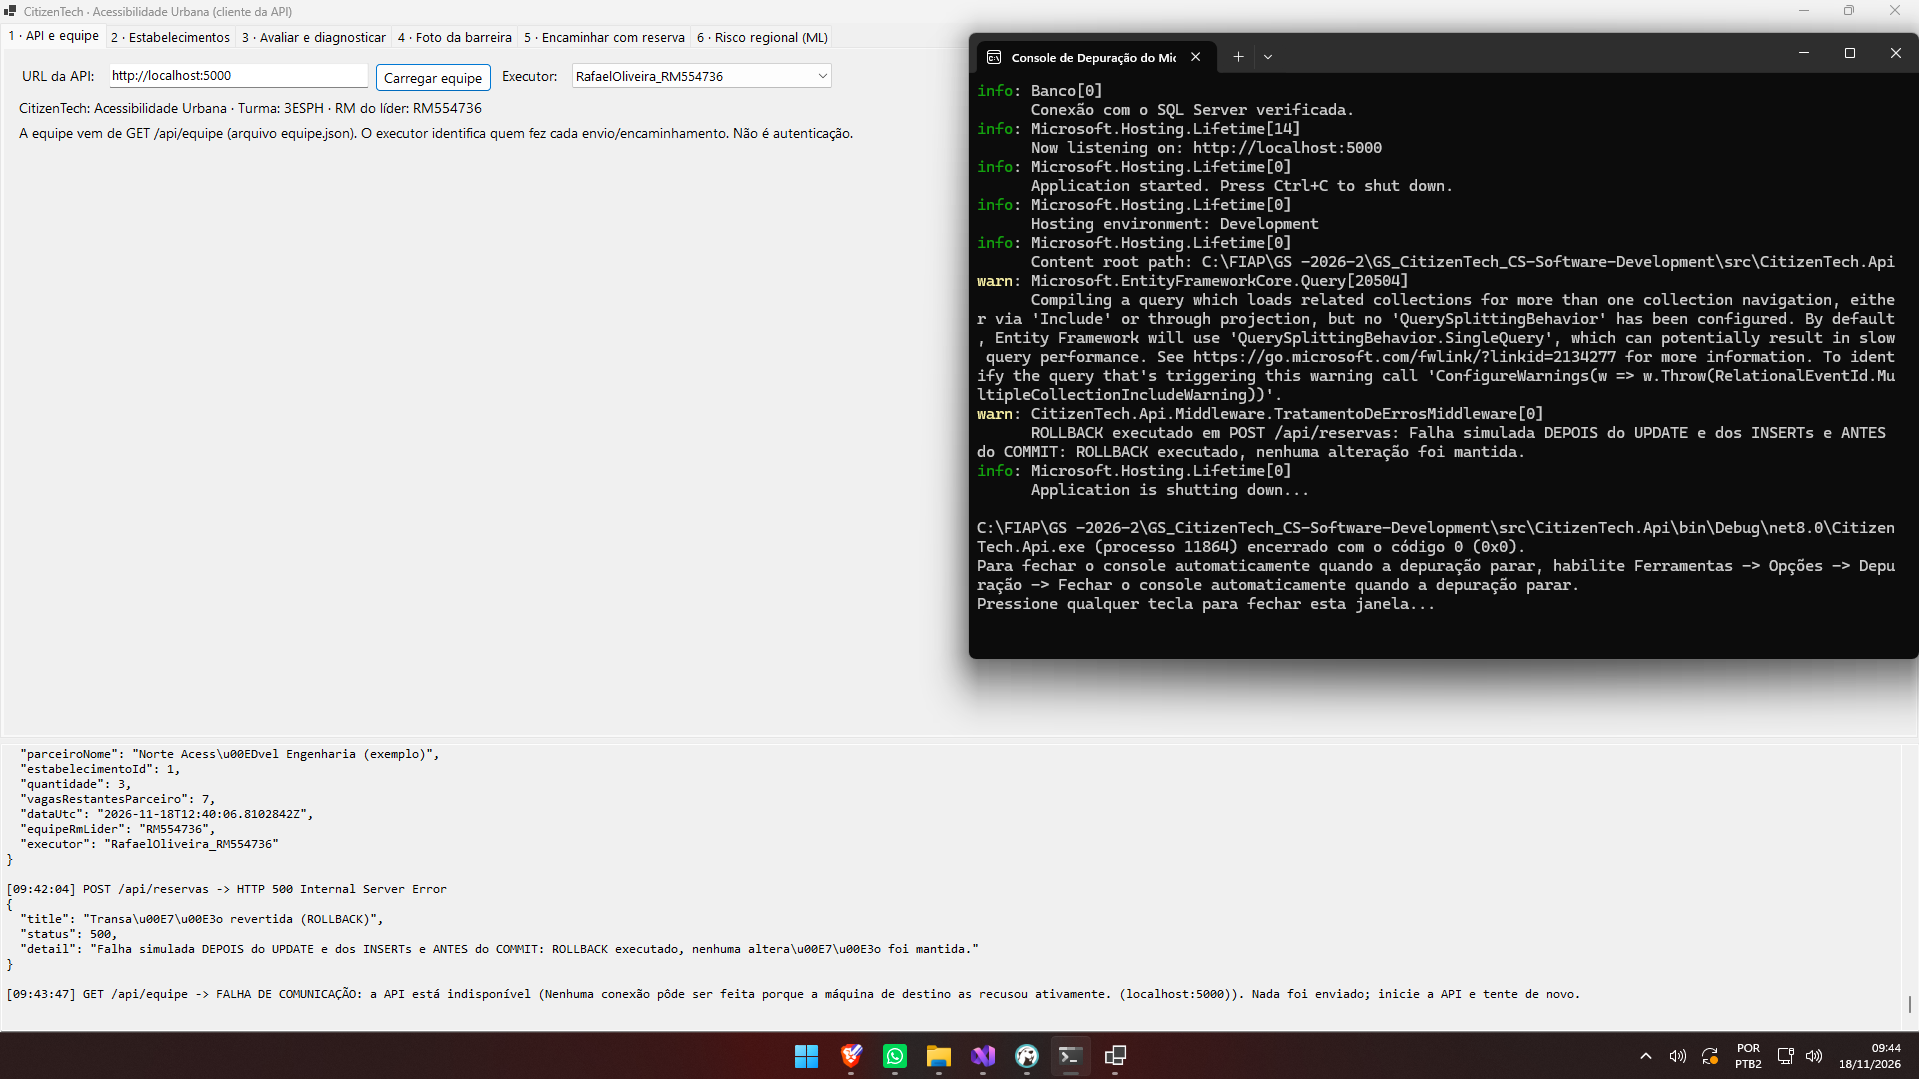 CitizenTech · Acessibilidade Urbana (cliente da API)
1 · API e equipe
2 · Estabelecimentos
3 · Avaliar e diagnosticar
4 · Foto da barreira
5 · Encaminhar com reserva
6 · Risco regional (ML)
URL da API:
http://localhost:5000
Carregar equipe
Executor:
RafaelOliveira_RM554736
CitizenTech: Acessibilidade Urbana · Turma: 3ESPH · RM do líder: RM554736
A equipe vem de GET /api/equipe (arquivo equipe.json). O executor identifica quem fez cada envio/encaminhamento. Não é autenticação.
Console de Depuração do Mic
info: Banco[0]
Conexão com o SQL Server verificada.
info: Microsoft.Hosting.Lifetime[14]
Now listening on: http://localhost:5000
info: Microsoft.Hosting.Lifetime[0]
Application started. Press Ctrl+C to shut down.
info: Microsoft.Hosting.Lifetime[0]
Hosting environment: Development
info: Microsoft.Hosting.Lifetime[0]
Content root path: C:\FIAP\GS -2026-2\GS_CitizenTech_CS-Software-Development\src\CitizenTech.Api
warn: Microsoft.EntityFrameworkCore.Query[20504]
Compiling a query which loads related collections for more than one collection navigation, eithe
r via 'Include' or through projection, but no 'QuerySplittingBehavior' has been configured. By default
, Entity Framework will use 'QuerySplittingBehavior.SingleQuery', which can potentially result in slow
query performance. See https://go.microsoft.com/fwlink/?linkid=2134277 for more information. To ident
ify the query that's triggering this warning call 'ConfigureWarnings(w => w.Throw(RelationalEventId.Mu
ltipleCollectionIncludeWarning))'.
warn: CitizenTech.Api.Middleware.TratamentoDeErrosMiddleware[0]
ROLLBACK executado em POST /api/reservas: Falha simulada DEPOIS do UPDATE e dos INSERTs e ANTES
do COMMIT: ROLLBACK executado, nenhuma alteração foi mantida.
info: Microsoft.Hosting.Lifetime[0]
Application is shutting down...
C:\FIAP\GS -2026-2\GS_CitizenTech_CS-Software-Development\src\CitizenTech.Api\bin\Debug\net8.0\Citizen
Tech.Api.exe (processo 11864) encerrado com o código 0 (0x0).
Para fechar o console automaticamente quando a depuração parar, habilite Ferramentas -> Opções -> Depu
ração -> Fechar o console automaticamente quando a depuração parar.
Pressione qualquer tecla para fechar esta janela...
"parceiroNome": "Norte Acess\u00EDvel Engenharia (exemplo)",
"estabelecimentoId": 1,
"quantidade": 3,
"vagasRestantesParceiro": 7,
"dataUtc": "2026-11-18T12:40:06.8102842Z",
"equipeRmLider": "RM554736",
"executor": "RafaelOliveira_RM554736"
}
[09:42:04] POST /api/reservas -> HTTP 500 Internal Server Error
{
"title": "Transa\u00E7\u00E3o revertida (ROLLBACK)",
"status": 500,
"detail": "Falha simulada DEPOIS do UPDATE e dos INSERTs e ANTES do COMMIT: ROLLBACK executado, nenhuma altera\u00E7\u00E3o foi mantida."
}
[09:43:47] GET /api/equipe -> FALHA DE COMUNICAÇÃO: a API está indisponível (Nenhuma conexão pôde ser feita porque a máquina de destino as recusou ativamente. (localhost:5000)). Nada foi enviado; inicie a API e tente de novo.
POR
PTB2
09:44
18/11/2026